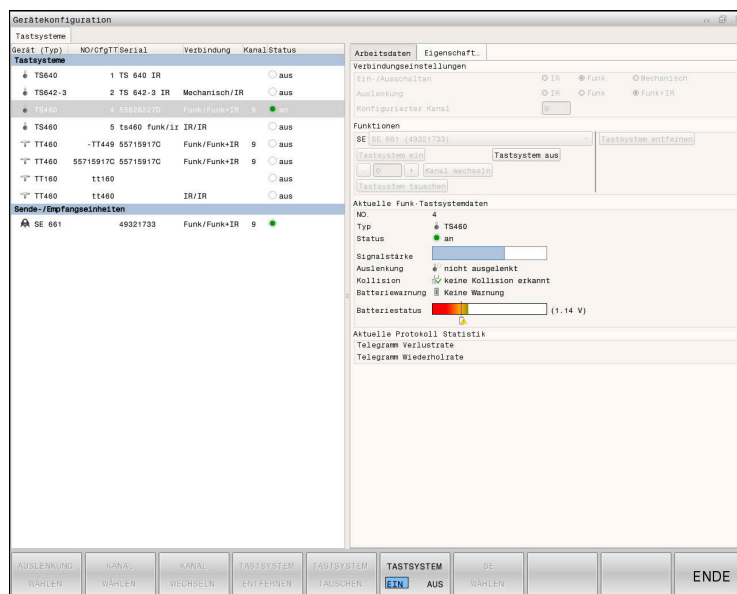 Gerätekonfiguration
Tastsysteme
Gerät (Typ) NO/CfgTT Serial Verbindung Kanal Status
Tastsysteme
TS640 1 TS 640 IR aus
TS642-3 2 TS 642-3 IR Mechanisch/IR aus
TS460 4 Funk/Funk+IR 9 an
TS460 5 ts460 funk/ir IR/IR aus
TT460 -TT449 55715917C Funk/Funk+IR 9 aus
TT460 55715917C 55715917C Funk/Funk+IR 9 aus
TT160 tt160 aus
TT460 tt460 IR/IR aus
Sende-/Empfangseinheiten
SE 661 49321733 Funk/Funk+IR 9
Arbeitsdaten Eigenschaft…
Verbindungseinstellungen
Ein-/Ausschalten IR Funk Mechanisch
Auslenkung IR Funk Funk+IR
Konfigurierter Kanal
Funktionen
SE SE 661 (49321733) Tastsystem entfernen
Tastsystem ein Tastsystem aus
- 0 + Kanal wechseln
Tastsystem tauschen
Aktuelle Funk-Tastsystemdaten
NO. 4
Typ TS460
Status an
Signalstärke
Auslenkung nicht ausgelenkt
Kollision keine Kollision erkannt
Batteriewarnung Keine Warnung
Batteriestatus (1.14 V)
Aktuelle Protokoll Statistik
Telegramm Verlustrate
Telegramm Wiederholrate
AUSLENKUNG WÄHLEN
KANAL WÄHLEN
KANAL WECHSELN
TASTSYSTEM ENTFERNEN
TASTSYSTEM TAUSCHEN
TASTSYSTEM EIN AUS
SE WÄHLEN
ENDE